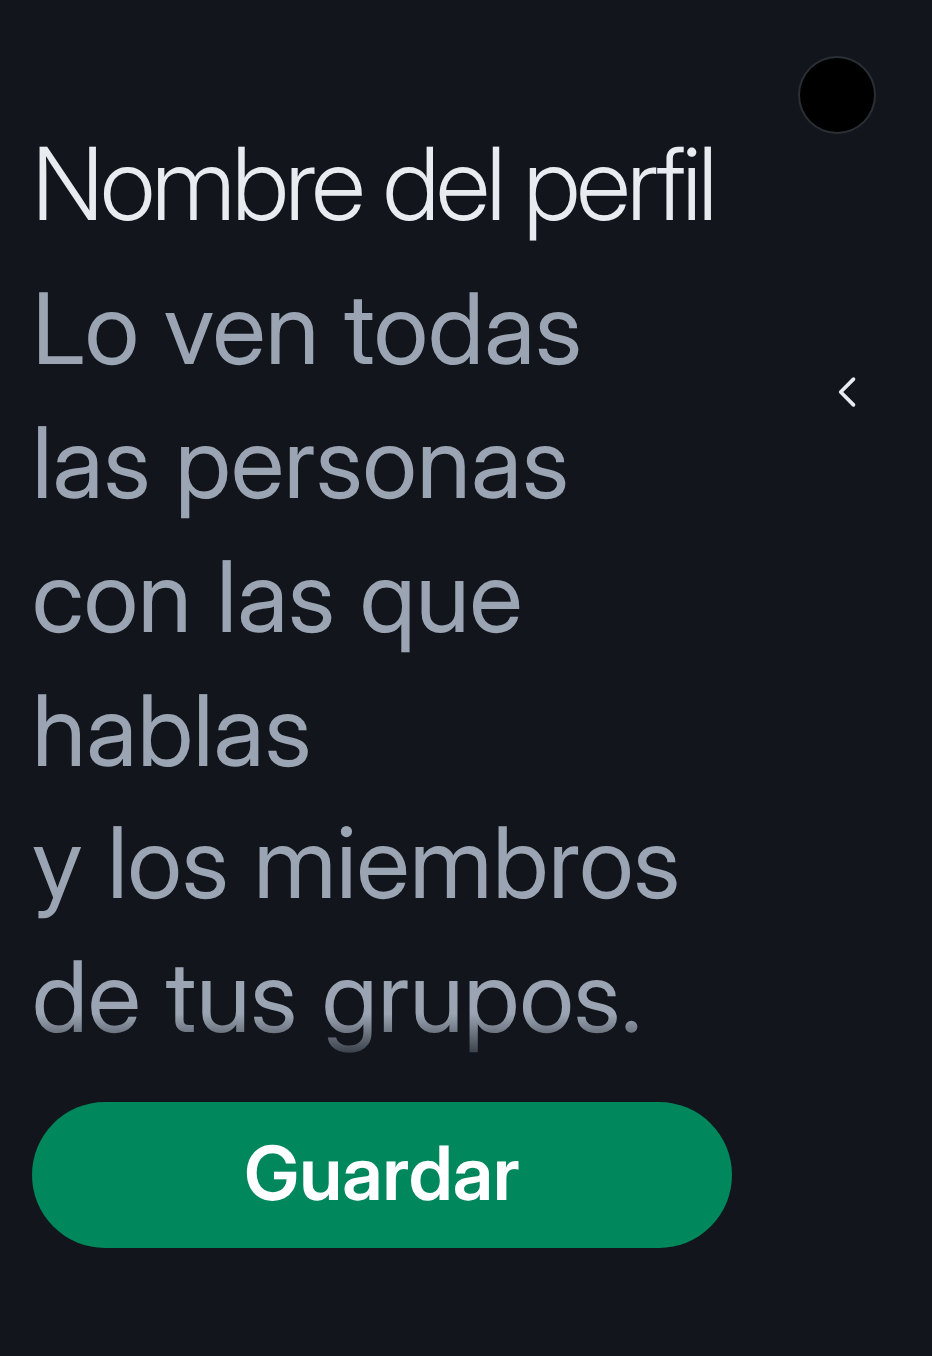 Nombre del perfil
Lo ven todas
las personas
con las que
hablas
y los miembros
de tus grupos.
Guardar